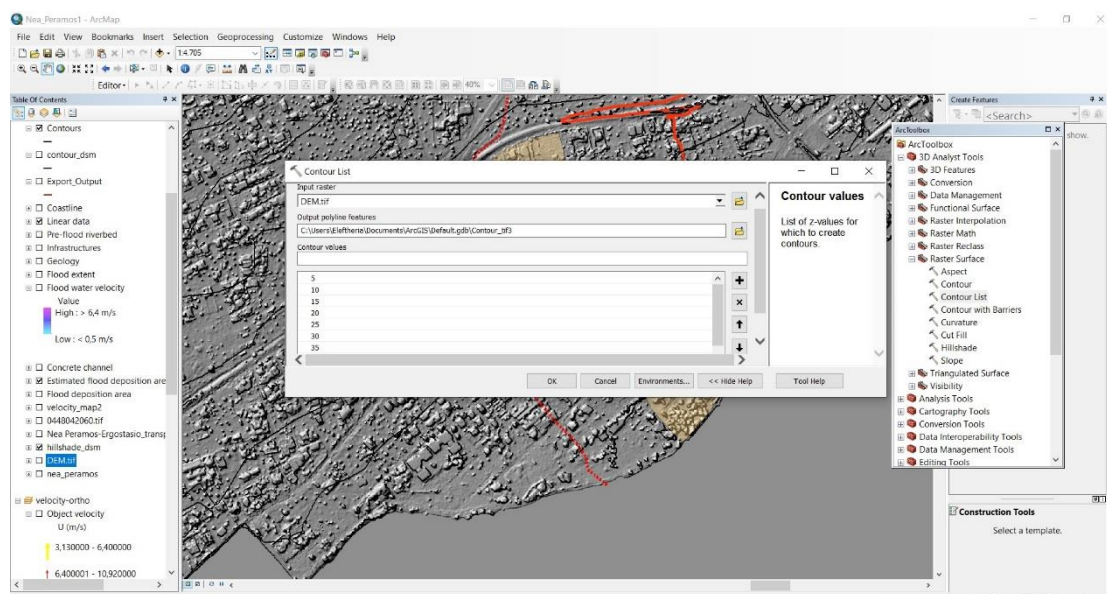 Nea_Peramos1 - ArcMap
File Edit View Bookmarks Insert Selection Geoprocessing Customize Windows Help
1:4.705
Editor
40%
Table Of Contents
Contours
contour_dsm
Export_Output
Coastline
Linear data
Pre-flood riverbed
Infrastructures
Geology
Flood extent
Flood water velocity
Value
High : > 6,4 m/s
Low : < 0,5 m/s
Concrete channel
Estimated flood deposition are
Flood deposition area
velocity_map2
0448042060.tif
Nea Peramos-Ergostasio_transp
hillshade_dsm
DEM.tif
nea_peramos
velocity-ortho
Object velocity
U (m/s)
3,130000 - 6,400000
6,400001 - 10,920000
Contour List
Input raster
DEM.tif
Output polyline features
C:\Users\Eleftheria\Documents\ArcGIS\Default.gdb\Contour_tif3
Contour values
5
10
15
20
25
30
35
OK Cancel Environments... << Hide Help Tool Help
Contour values
List of z-values for
which to create
contours.
Create Features
<Search>
show.
ArcToolbox
ArcToolbox
3D Analyst Tools
3D Features
Conversion
Data Management
Functional Surface
Raster Interpolation
Raster Math
Raster Reclass
Raster Surface
Aspect
Contour
Contour List
Contour with Barriers
Curvature
Cut Fill
Hillshade
Slope
Triangulated Surface
Visibility
Analysis Tools
Cartography Tools
Conversion Tools
Data Interoperability Tools
Data Management Tools
Editing Tools
Construction Tools
Select a template.